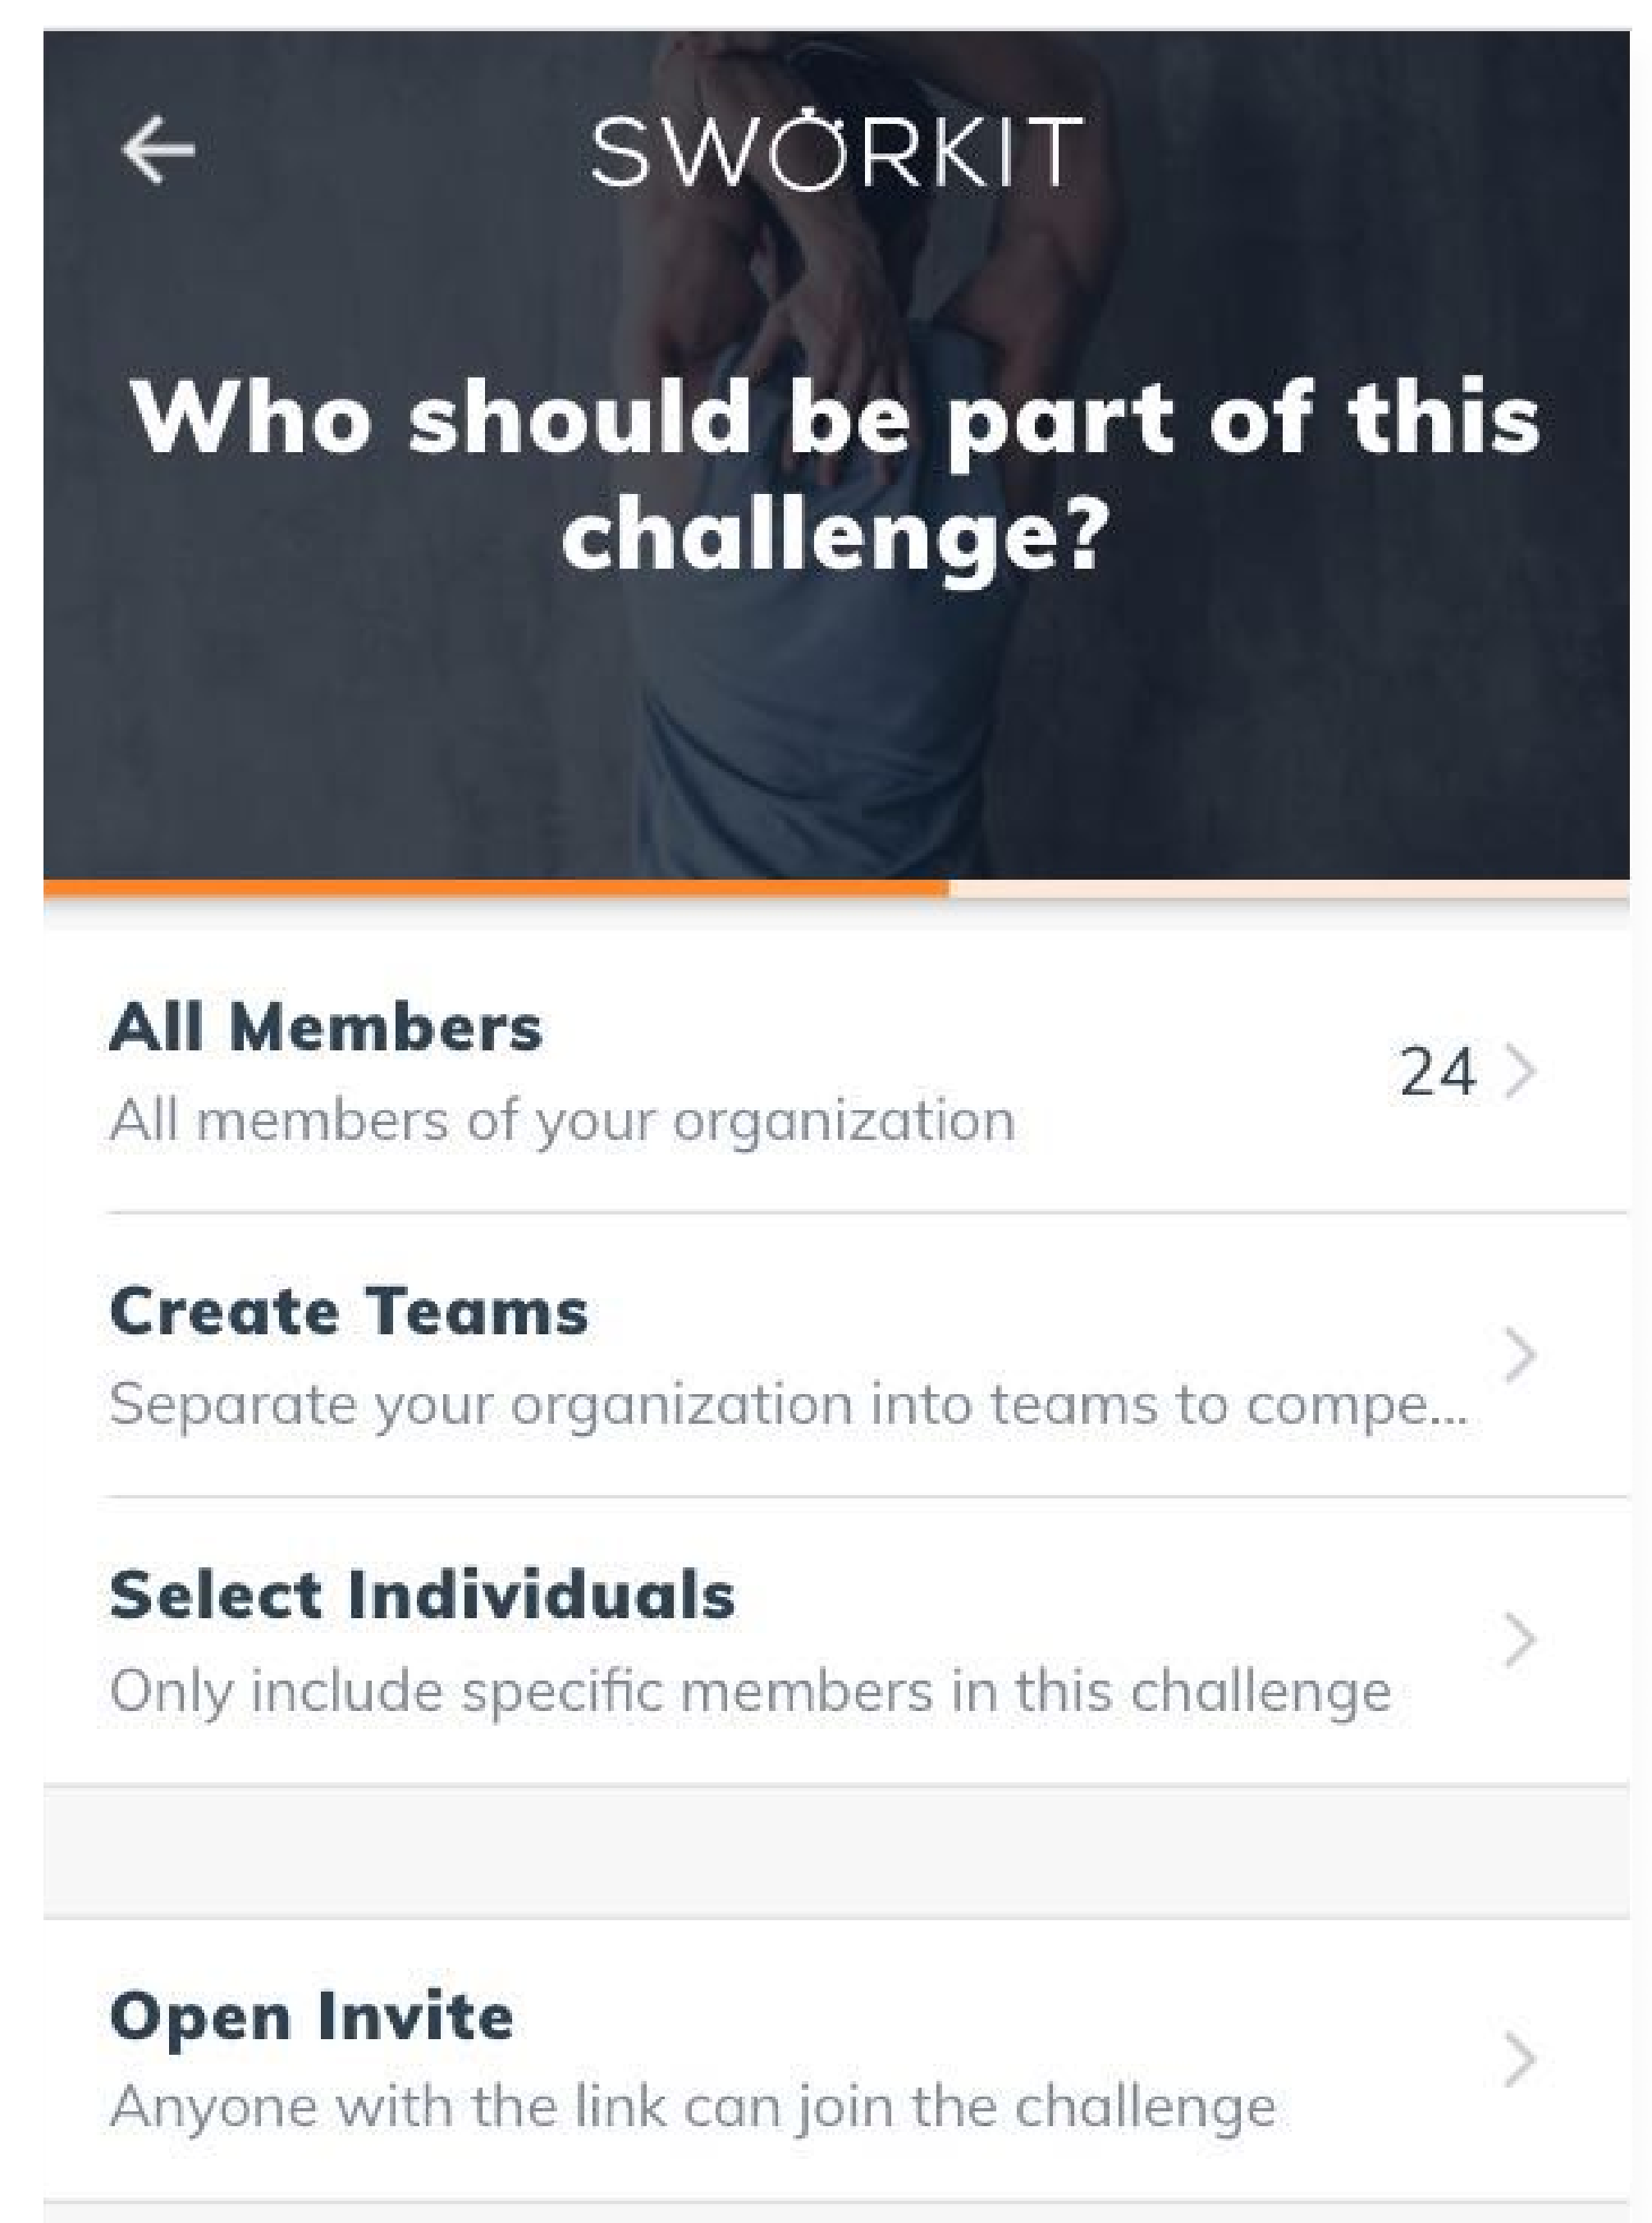 SWORKIT
Who should be part of this
challenge?
All Members
24
All members of your organization
Create Teams
Separate your organization into teams to compe...
Select Individuals
Only include specific members in this challenge
Open Invite
Anyone with the link can join the challenge